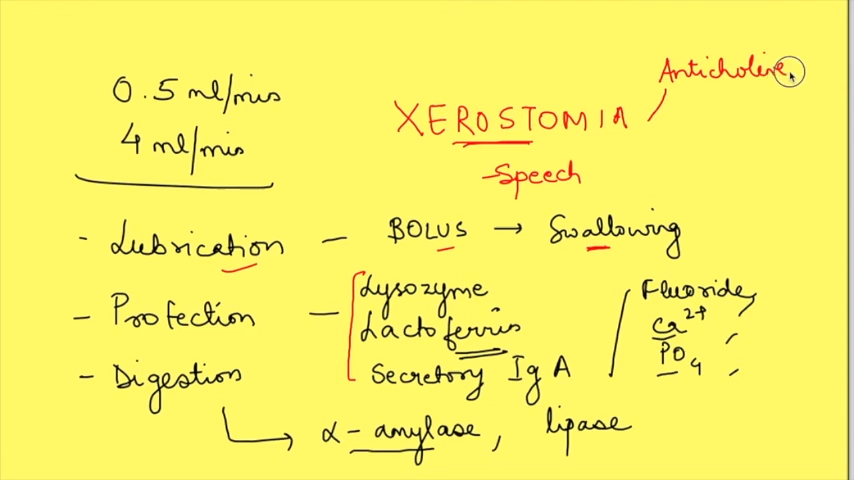 0.5 ml/min
4 ml/min
XEROSTOMIA
Anticholine
- Speech
- Lubrication - BOLUS → Swallowing
- Protection - Lysozyme
Lactoferrin
Secretory IgA
Fluoride,
Ca2+
PO4
- Digestion
α-amylase, lipase